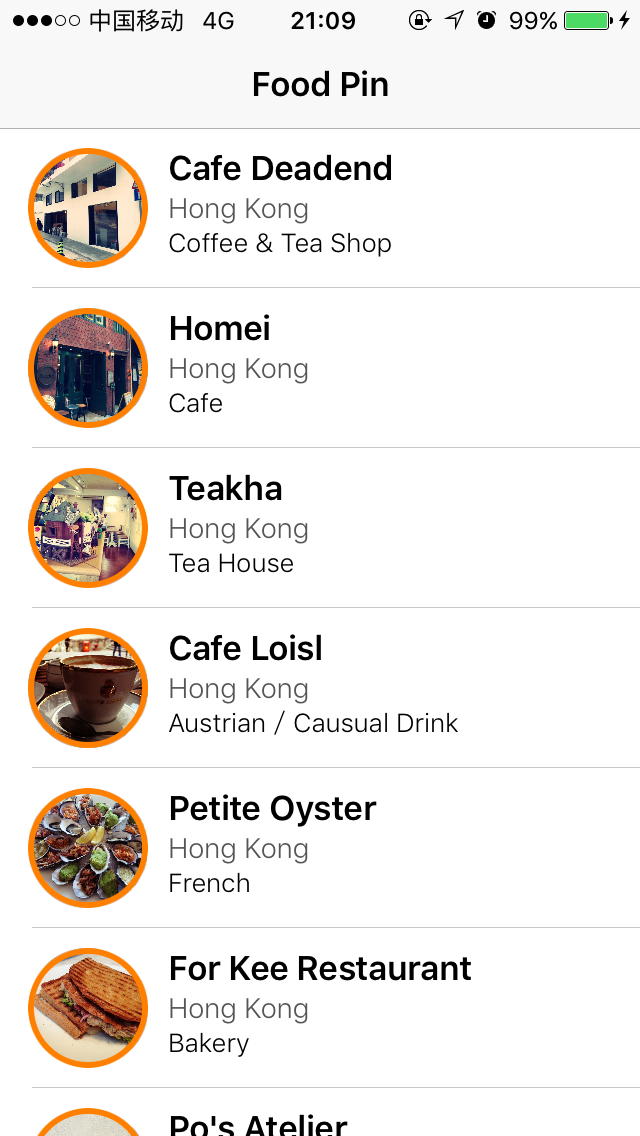 中国移动 4G 21:09 99%
Food Pin
Cafe Deadend
Hong Kong
Coffee & Tea Shop
Homei
Hong Kong
Cafe
Teakha
Hong Kong
Tea House
Cafe Loisl
Hong Kong
Austrian / Causual Drink
Petite Oyster
Hong Kong
French
For Kee Restaurant
Hong Kong
Bakery
Po's Atelier